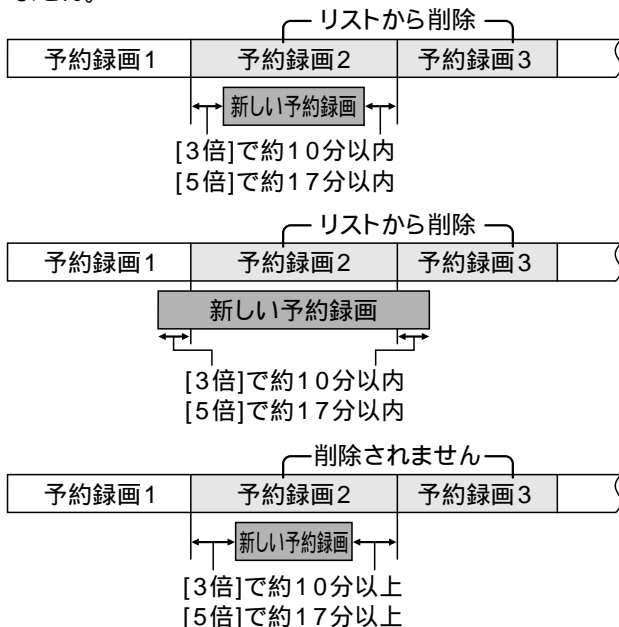 ません。
リストから削除
予約録画1 予約録画2 予約録画3
新しい予約録画
[3倍]で約10分以内
[5倍]で約17分以内
リストから削除
予約録画1 予約録画2 予約録画3
新しい予約録画
[3倍]で約10分以内
[5倍]で約17分以内
削除されません
予約録画1 予約録画2 予約録画3
新しい予約録画
[3倍]で約10分以上
[5倍]で約17分以上